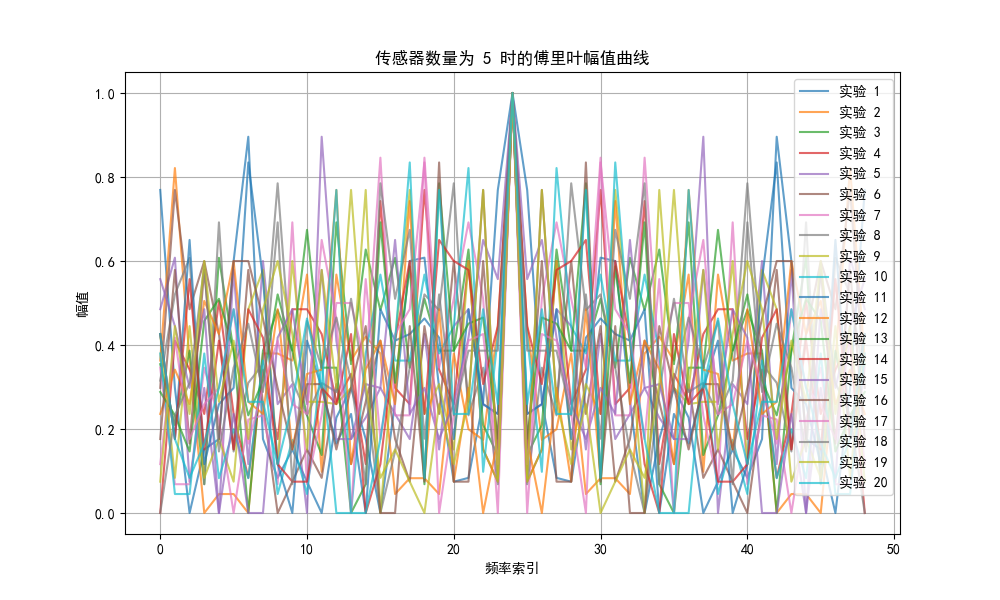 传感器数量为 5 时的傅里叶幅值曲线
幅值
1.0
0.8
0.6
0.4
0.2
0.0
0
10
20
30
40
50
频率索引
实验 1
实验 2
实验 3
实验 4
实验 5
实验 6
实验 7
实验 8
实验 9
实验 10
实验 11
实验 12
实验 13
实验 14
实验 15
实验 16
实验 17
实验 18
实验 19
实验 20